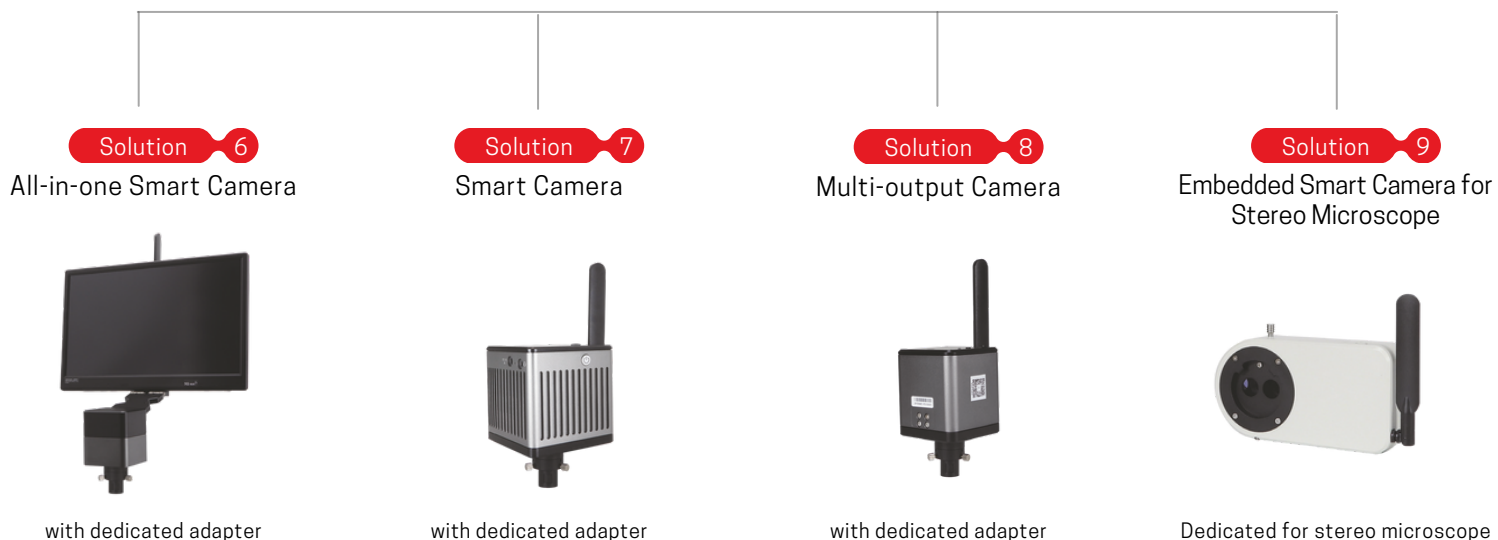 Solution 6
All-in-one Smart Camera
with dedicated adapter
Solution 7
Smart Camera
with dedicated adapter
Solution 8
Multi-output Camera
with dedicated adapter
Solution 9
Embedded Smart Camera for
Stereo Microscope
Dedicated for stereo microscope